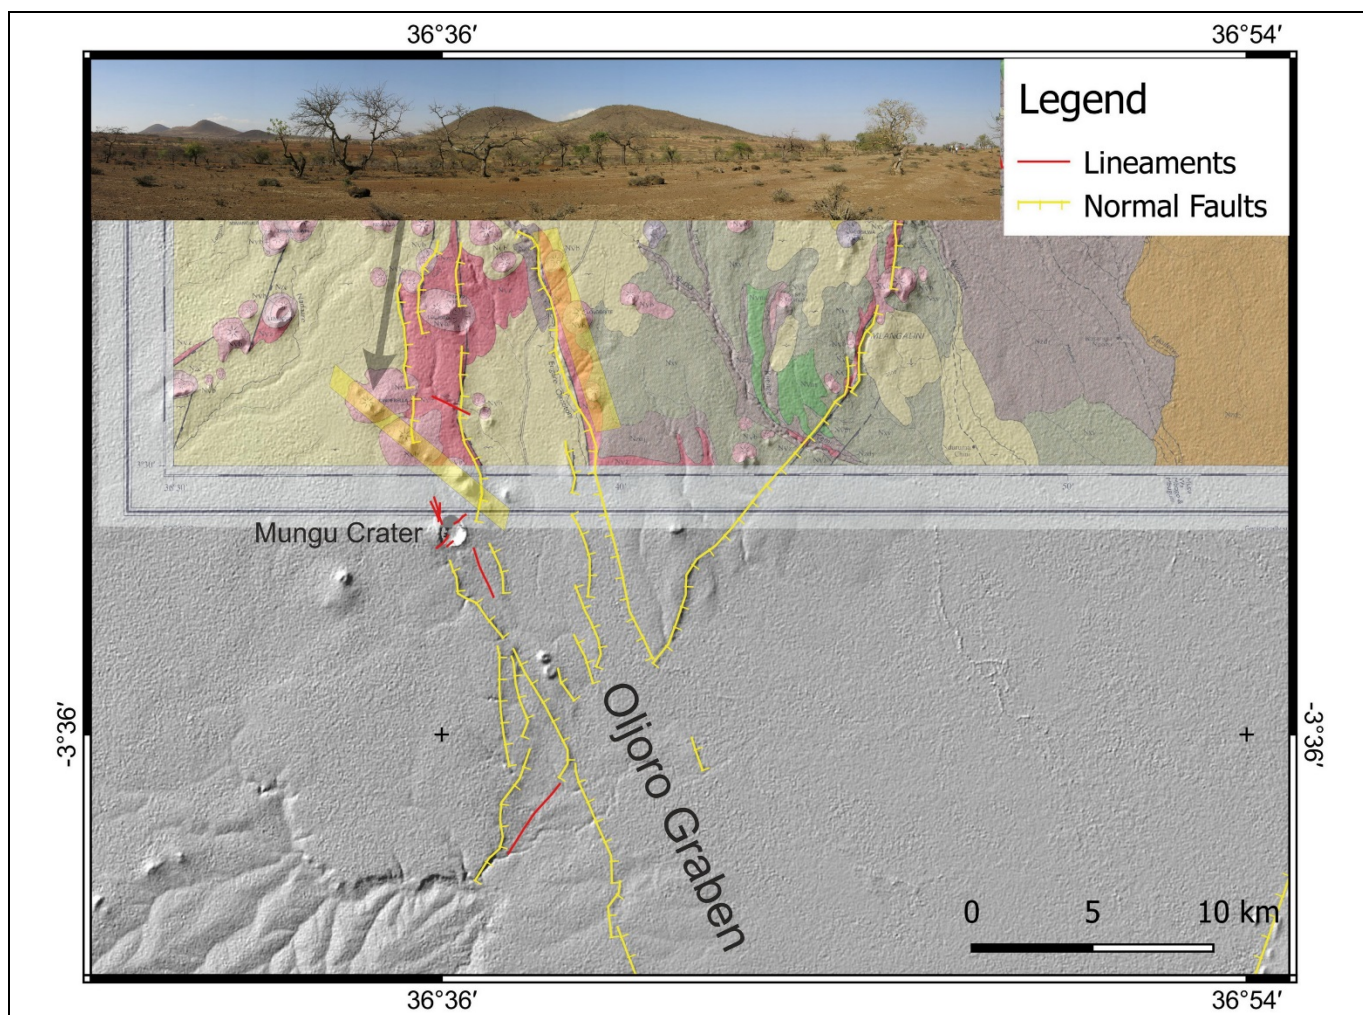 36°36′
36°54′
Legend
Lineaments
Normal Faults
Mungu Crater
Oljoro Graben
-3°36′
-3°36′
0
5
10 km
36°36′
36°54′